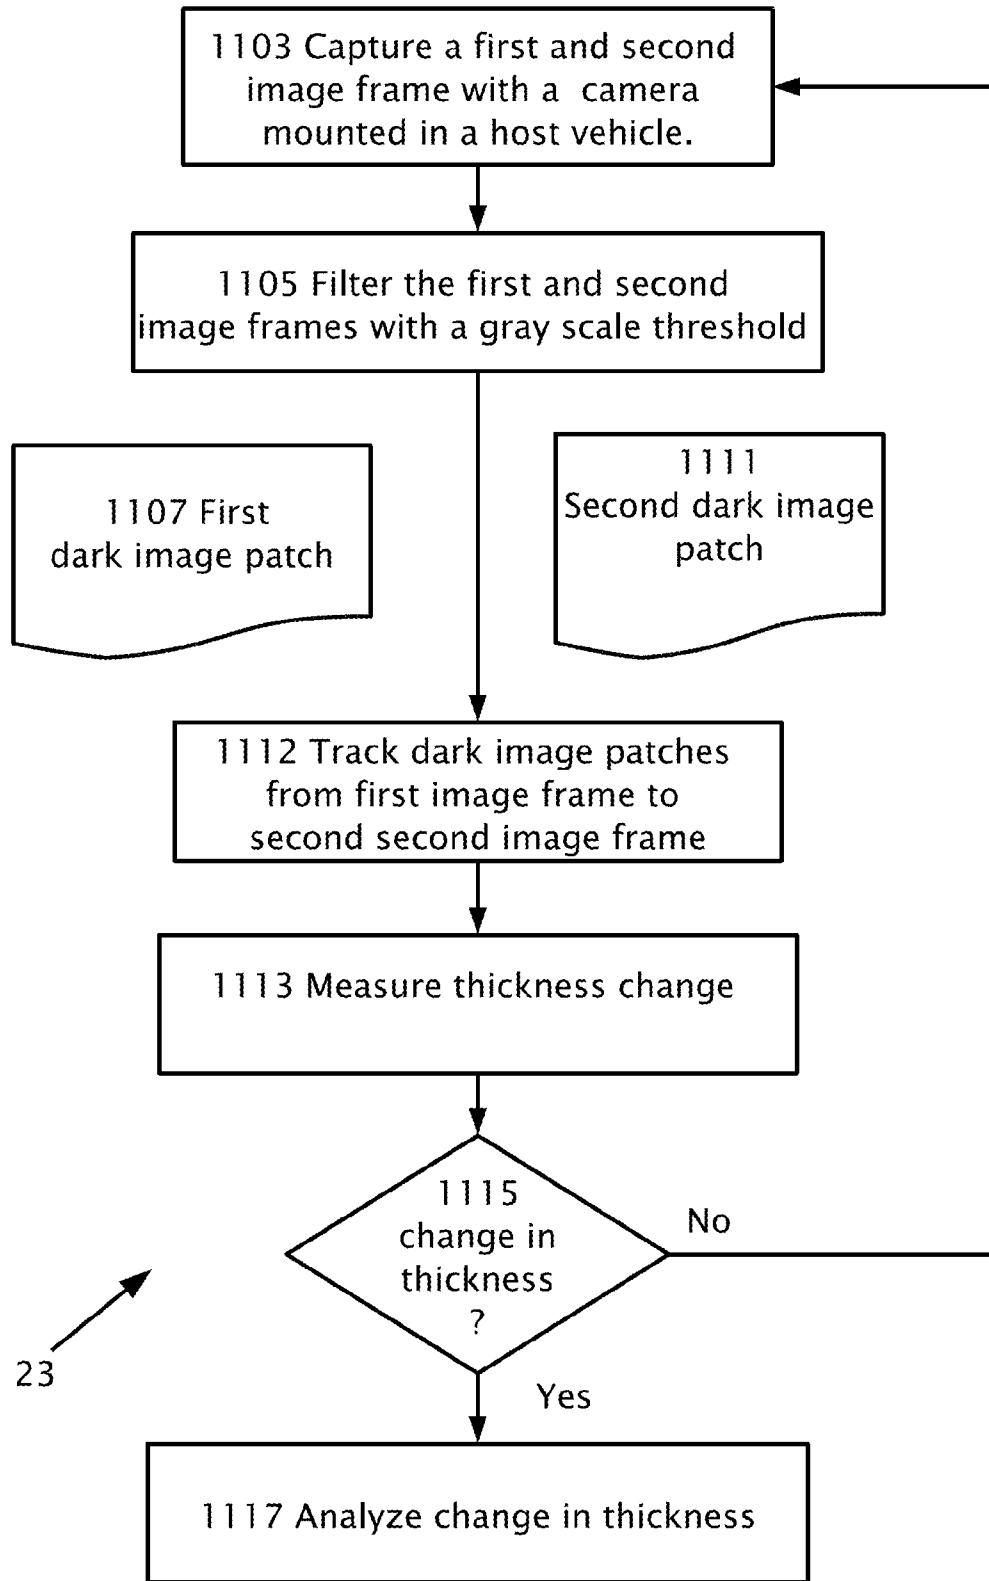 1103 Capture a first and second
image frame with a camera
mounted in a host vehicle.
1105 Filter the first and second
image frames with a gray scale threshold
1107 First
dark image patch
1111
Second dark image
patch
1112 Track dark image patches
from first image frame to
second second image frame
1113 Measure thickness change
1115
change in
thickness
?
No
23
Yes
1117 Analyze change in thickness